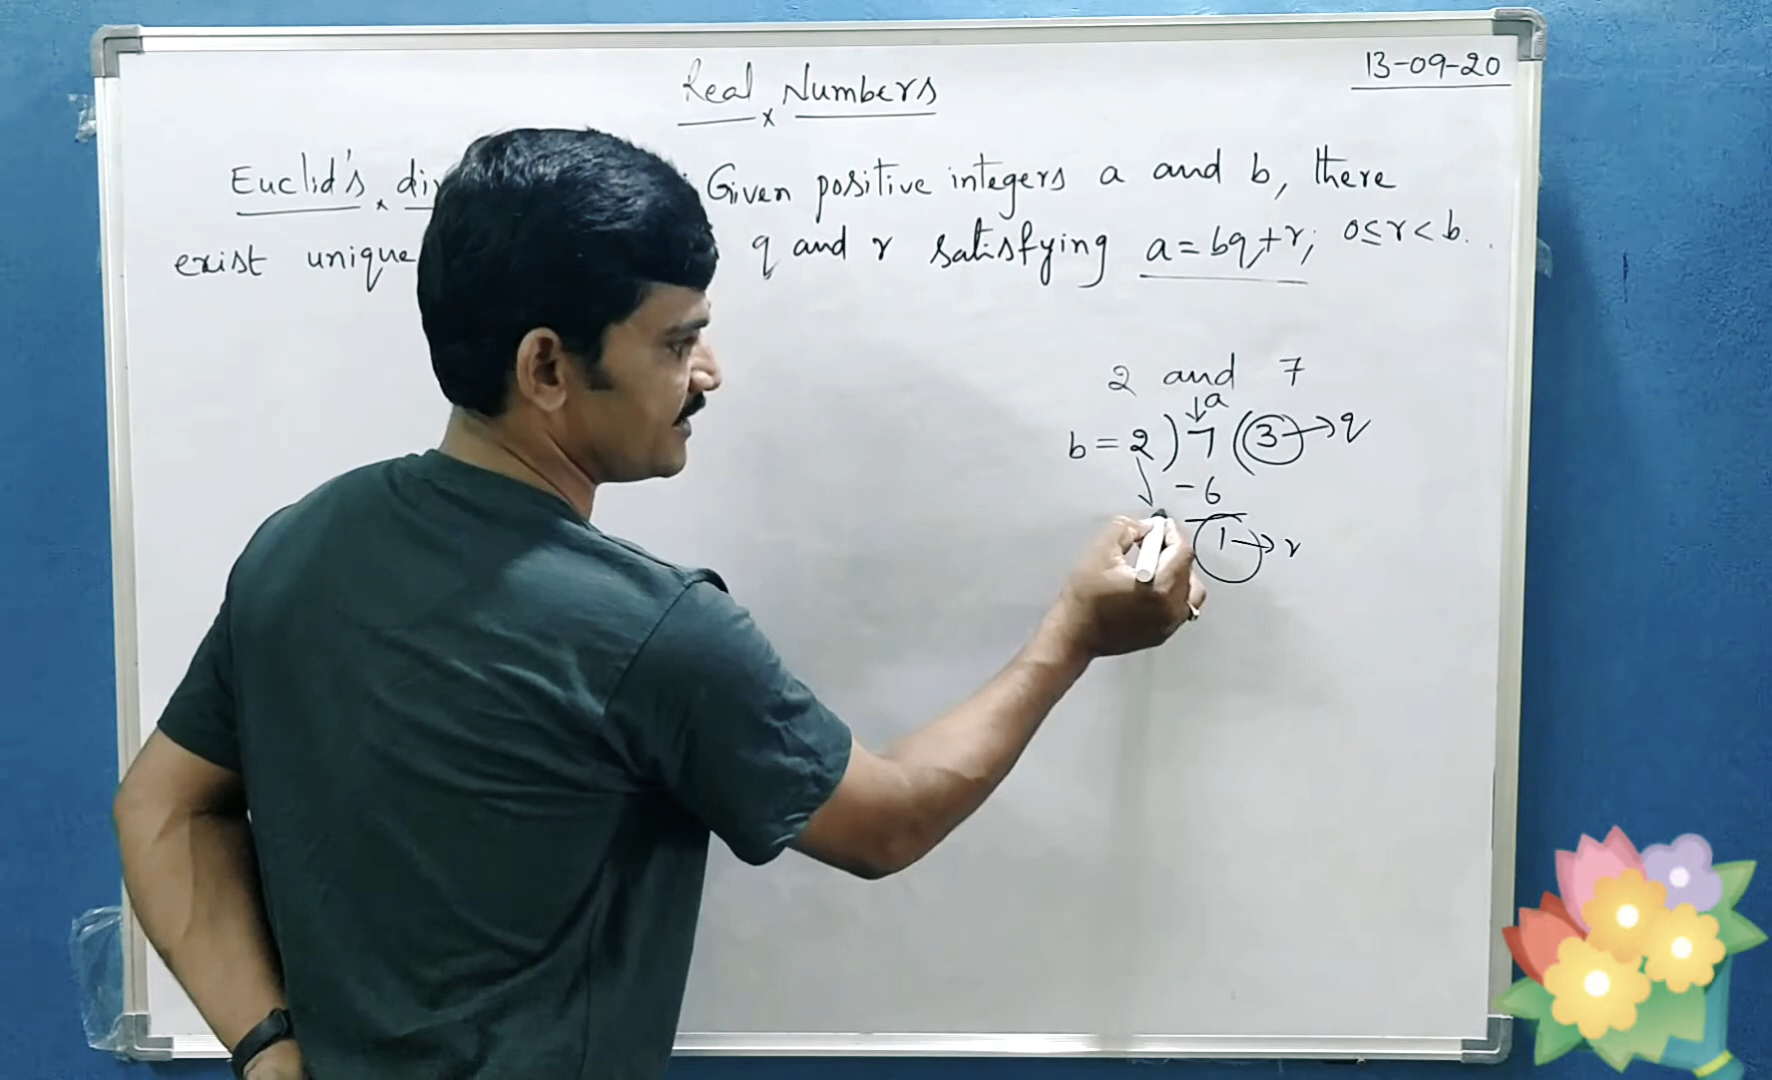 13-09-20
Real Numbers
Euclid's Given positive integers a and b, there
exist unique q and r satisfying a = bq + r; 0 ≤ r < b.
2 and 7
a
b = 2 ) 7 ( 3 → q
- 6
1 → r